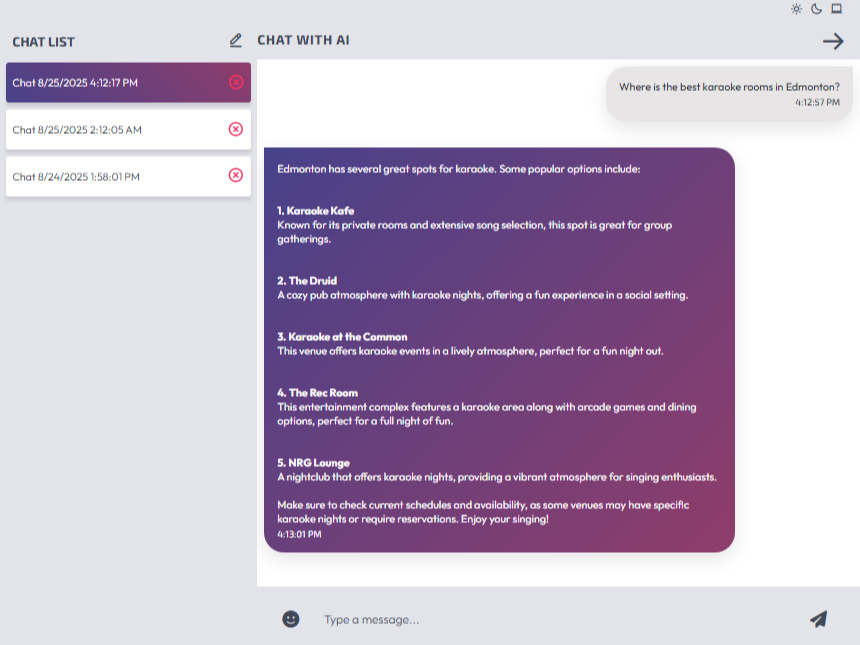 CHAT LIST
CHAT WITH AI
Chat 8/25/2025 4:12:17 PM
Chat 8/25/2025 2:12:05 AM
Chat 8/24/2025 1:58:01 PM
Where is the best karaoke rooms in Edmonton?
4:12:57 PM
Edmonton has several great spots for karaoke. Some popular options include:
1. Karaoke Kafe
Known for its private rooms and extensive song selection, this spot is great for group
gatherings.
2. The Druid
A cozy pub atmosphere with karaoke nights, offering a fun experience in a social setting.
3. Karaoke at the Common
This venue offers karaoke events in a lively atmosphere, perfect for a fun night out.
4. The Rec Room
This entertainment complex features a karaoke area along with arcade games and dining
options, perfect for a full night of fun.
5. NRG Lounge
A nightclub that offers karaoke nights, providing a vibrant atmosphere for singing enthusiasts.
Make sure to check current schedules and availability, as some venues may have specific
karaoke nights or require reservations. Enjoy your singing!
4:13:01 PM
Type a message...